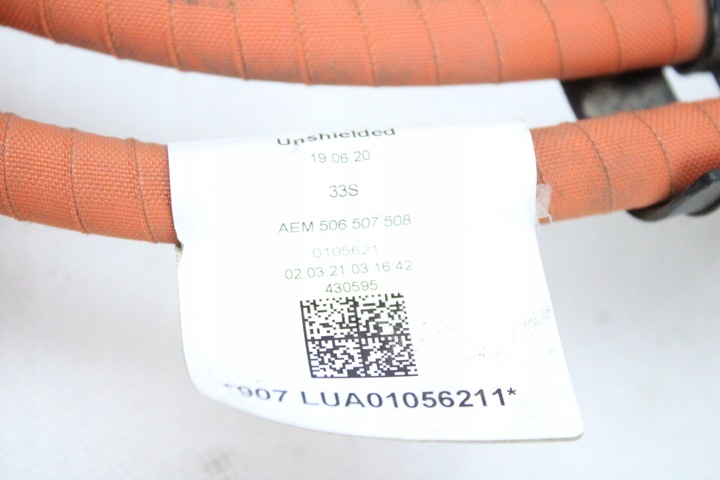 Unshielded
19.06.20
33S
AEM 506 507 508
0105621
02.03.21 03:16:42
430595
*907 LUA01056211*